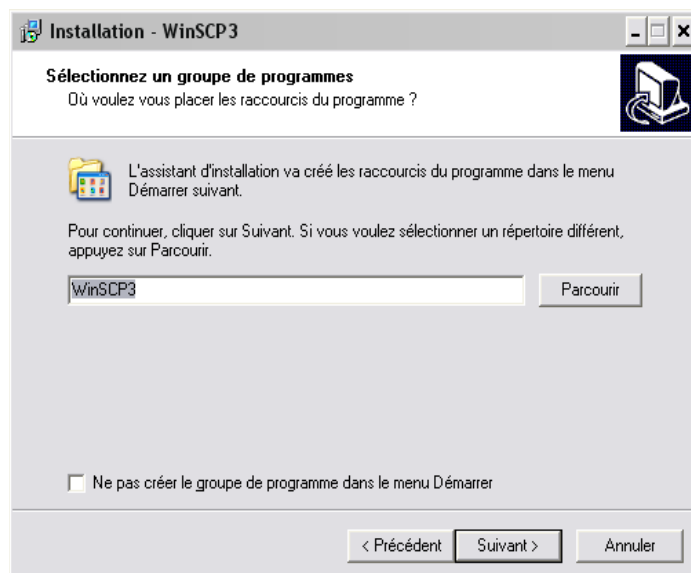 Installation - WinSCP3
Sélectionnez un groupe de programmes
Où voulez vous placer les raccourcis du programme ?
L'assistant d'installation va créé les raccourcis du programme dans le menu
Démarrer suivant.
Pour continuer, cliquer sur Suivant. Si vous voulez sélectionner un répertoire différent,
appuyez sur Parcourir.
WinSCP3
Parcourir
Ne pas créer le groupe de programme dans le menu Démarrer
< Précédent
Suivant >
Annuler